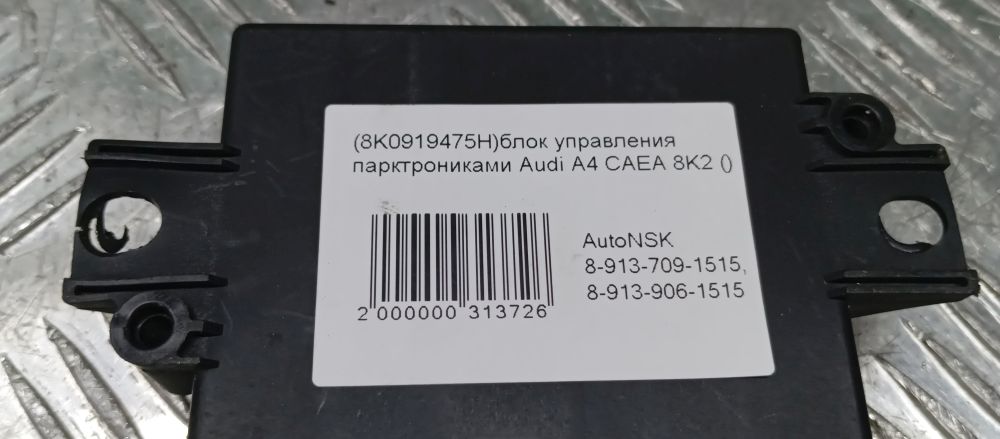 (8K0919475H)блок управления
парктрониками Audi A4 CAEA 8K2 ()
AutoNSK
8-913-709-1515,
8-913-906-1515
2 000000 313726